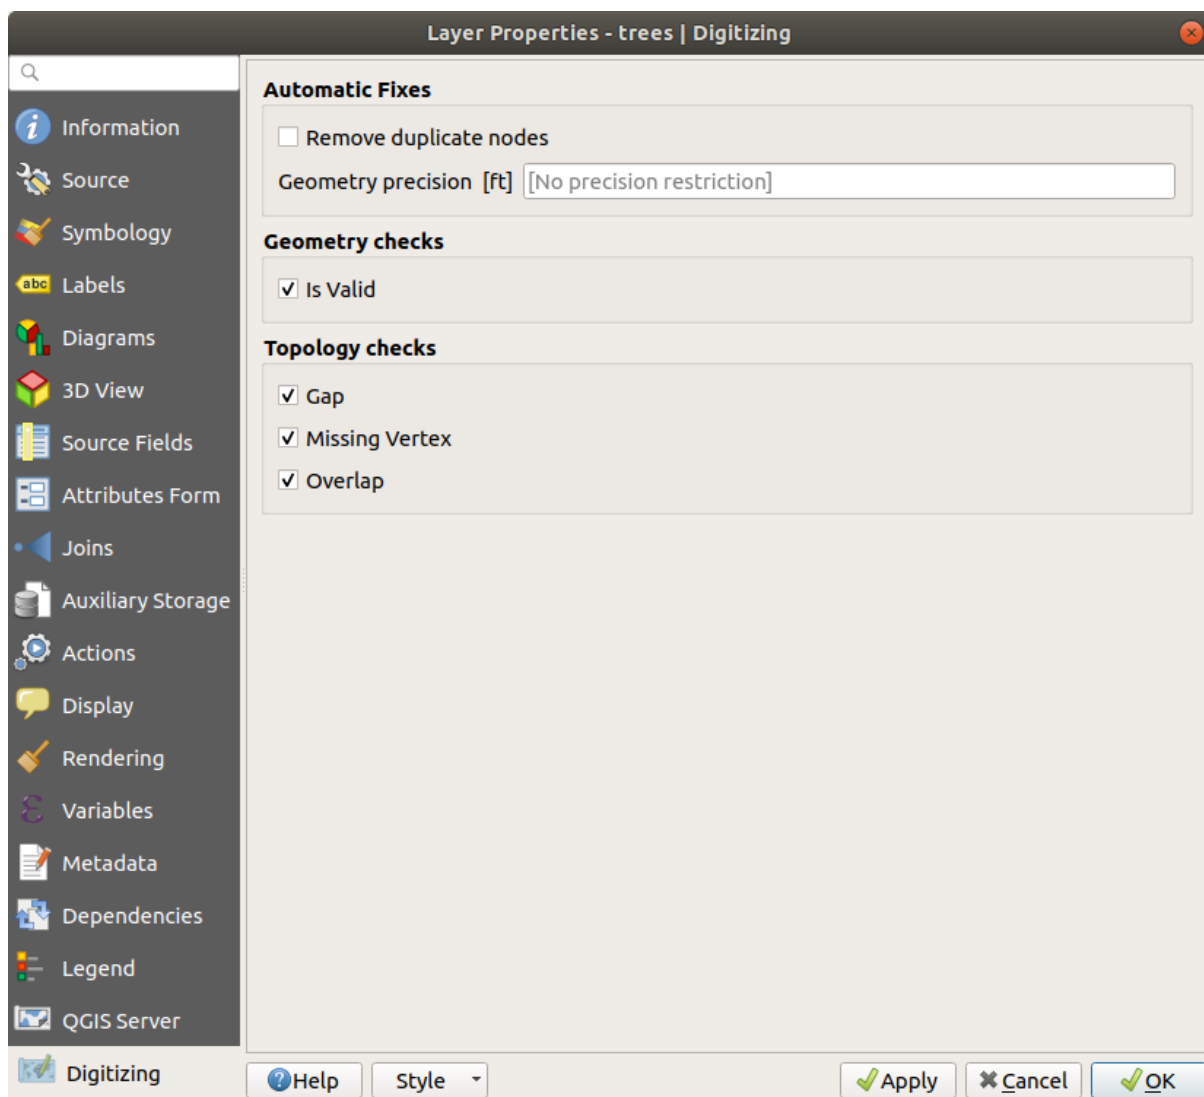 Layer Properties - trees | Digitizing
Information
Source
Symbology
abc Labels
Diagrams
3D View
Source Fields
Attributes Form
Joins
Auxiliary Storage
Actions
Display
Rendering
Variables
Metadata
Dependencies
Legend
QGIS Server
Digitizing
Automatic Fixes
Remove duplicate nodes
Geometry precision [ft] [No precision restriction]
Geometry checks
Is Valid
Topology checks
Gap
Missing Vertex
Overlap
Help Style Apply Cancel OK